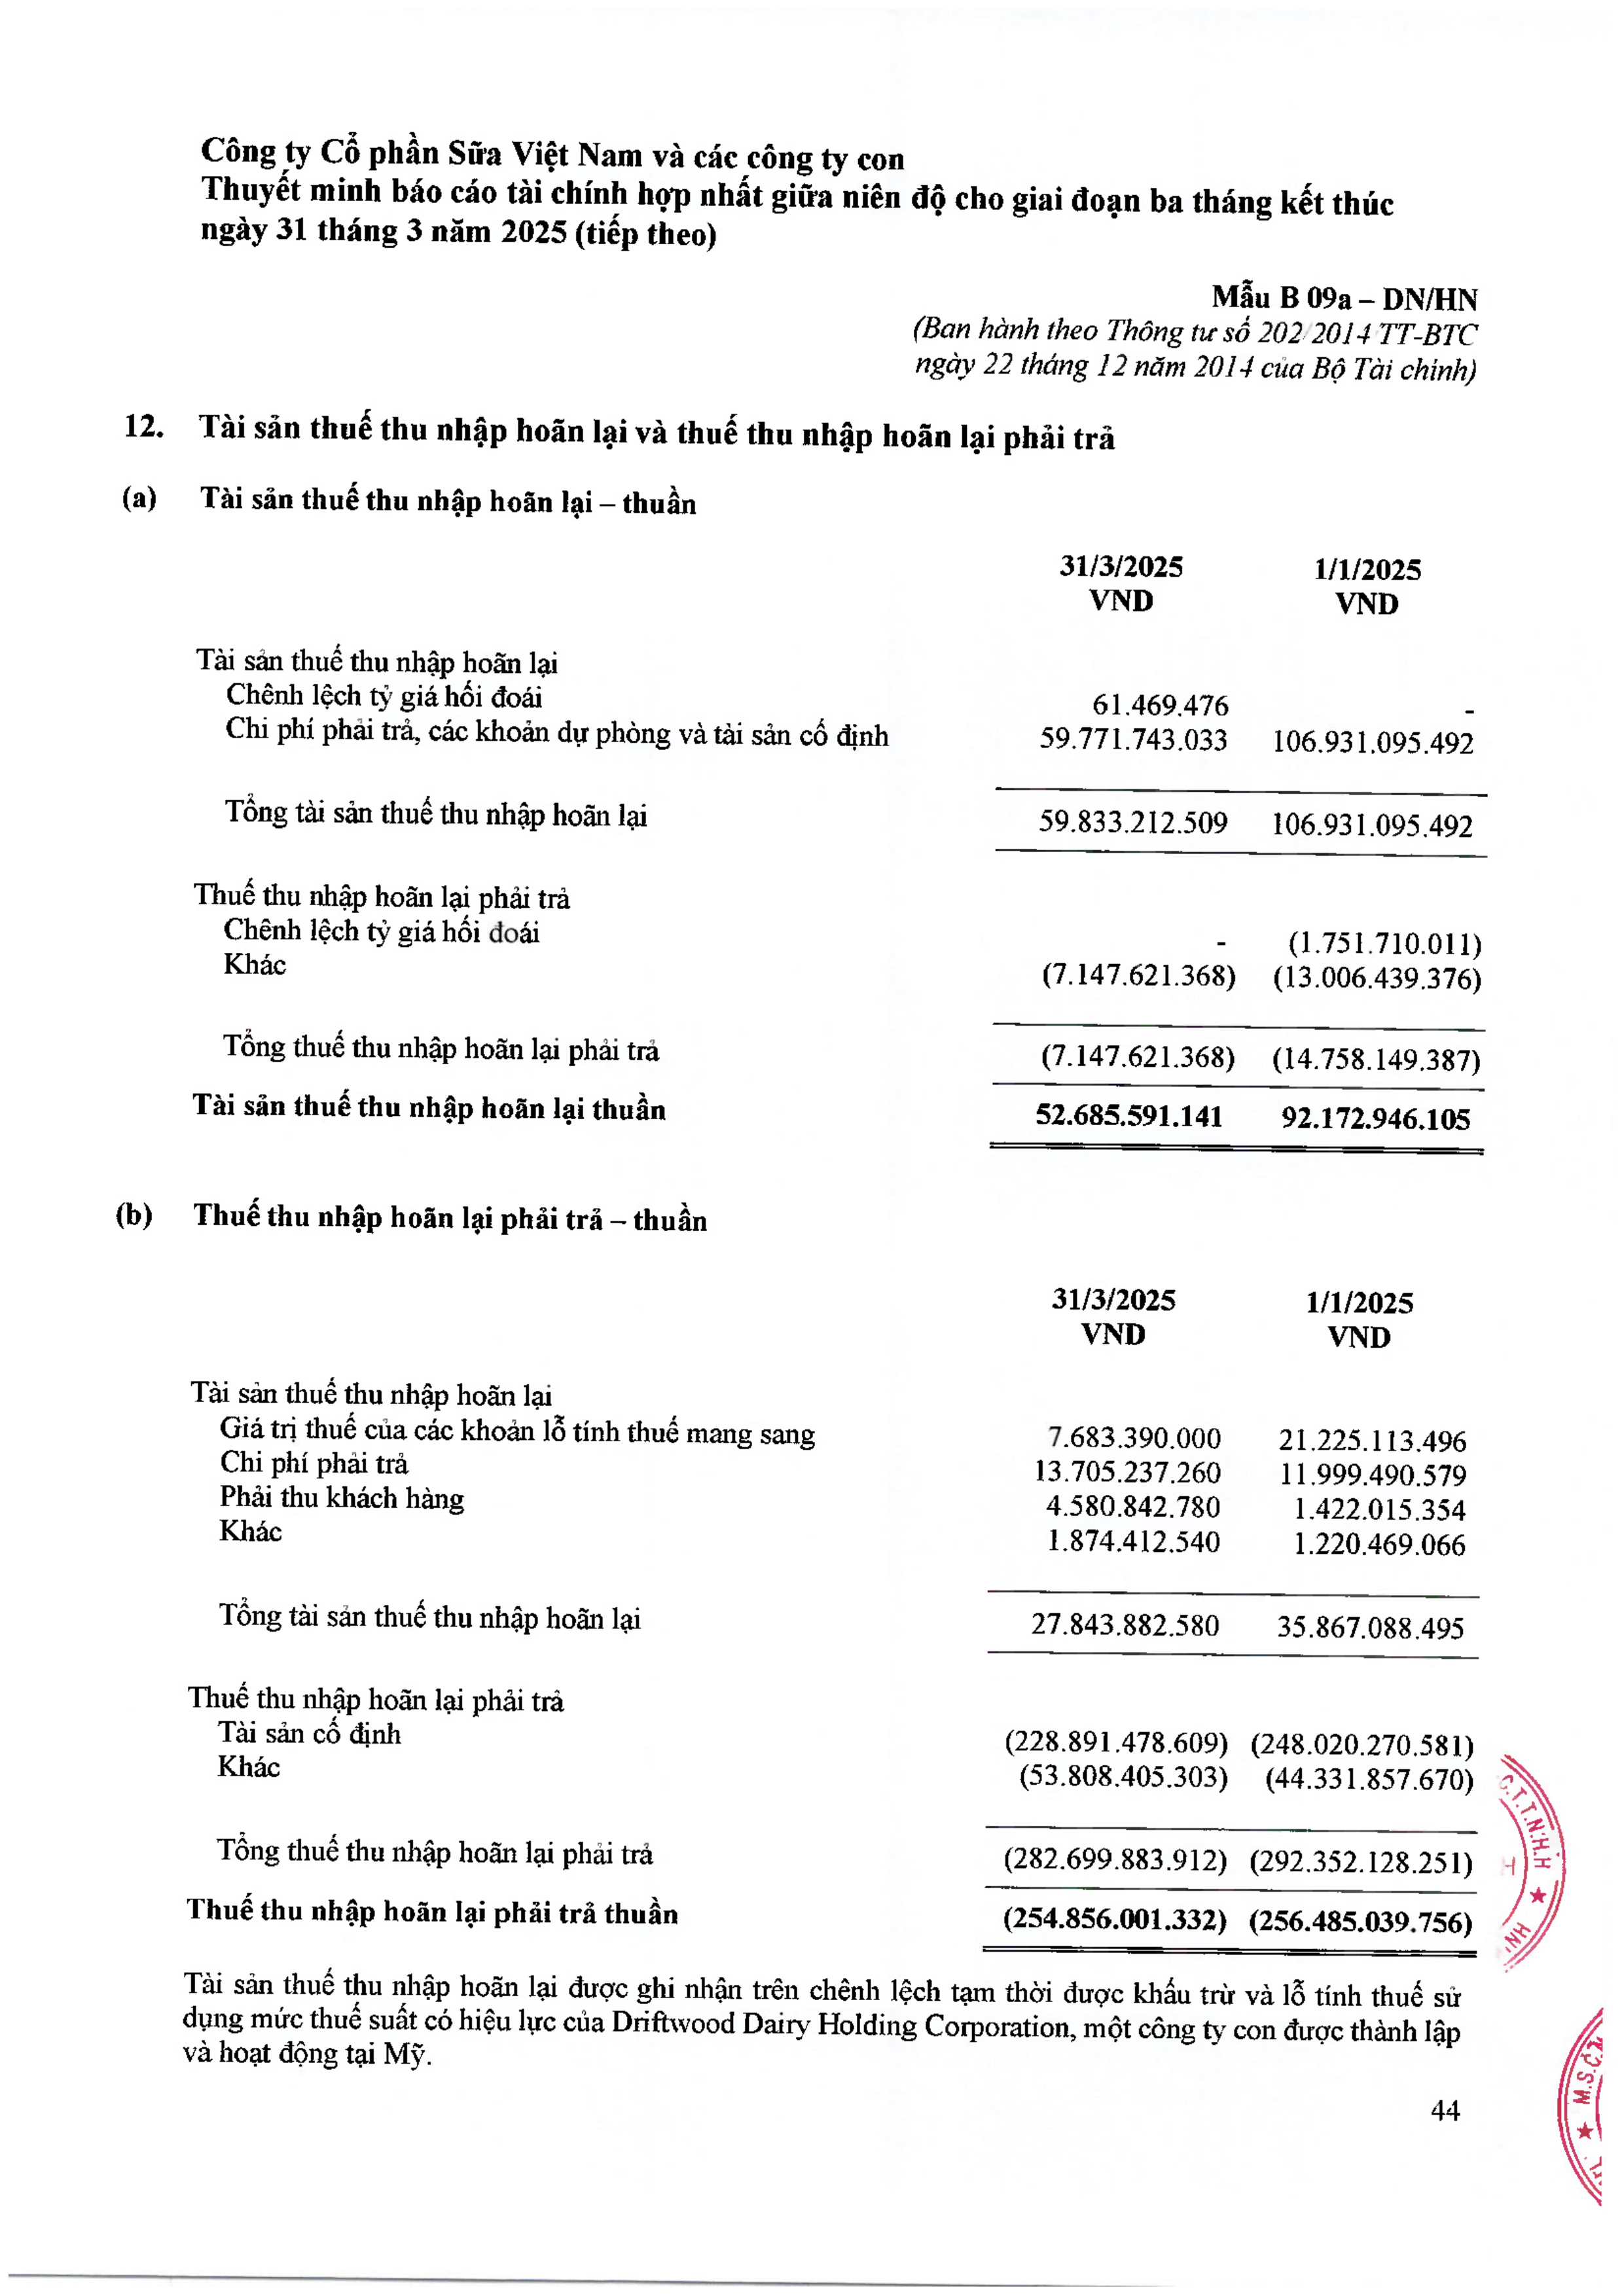 Công ty Cổ phần Sữa Việt Nam và các công ty con
Thuyết minh báo cáo tài chính hợp nhất giữa niên độ cho giai đoạn ba tháng kết thúc
ngày 31 tháng 3 năm 2025 (tiếp theo)
Mẫu B 09a – DN/HN
(Ban hành theo Thông tư số 202/2014/TT-BTC
ngày 22 tháng 12 năm 2014 của Bộ Tài chính)
12. Tài sản thuế thu nhập hoãn lại và thuế thu nhập hoãn lại phải trả
(a) Tài sản thuế thu nhập hoãn lại – thuần
31/3/2025 1/1/2025
VND VND
Tài sản thuế thu nhập hoãn lại
Chênh lệch tỷ giá hối đoái 61.469.476 -
Chi phí phải trả, các khoản dự phòng và tài sản cố định 59.771.743.033 106.931.095.492
Tổng tài sản thuế thu nhập hoãn lại 59.833.212.509 106.931.095.492
Thuế thu nhập hoãn lại phải trả
Chênh lệch tỷ giá hối đoái - (1.751.710.011)
Khác (7.147.621.368) (13.006.439.376)
Tổng thuế thu nhập hoãn lại phải trả (7.147.621.368) (14.758.149.387)
Tài sản thuế thu nhập hoãn lại thuần 52.685.591.141 92.172.946.105
(b) Thuế thu nhập hoãn lại phải trả – thuần
31/3/2025 1/1/2025
VND VND
Tài sản thuế thu nhập hoãn lại
Giá trị thuế của các khoản lỗ tính thuế mang sang 7.683.390.000 21.225.113.496
Chi phí phải trả 13.705.237.260 11.999.490.579
Phải thu khách hàng 4.580.842.780 1.422.015.354
Khác 1.874.412.540 1.220.469.066
Tổng tài sản thuế thu nhập hoãn lại 27.843.882.580 35.867.088.495
Thuế thu nhập hoãn lại phải trả
Tài sản cố định (228.891.478.609) (248.020.270.581)
Khác (53.808.405.303) (44.331.857.670)
Tổng thuế thu nhập hoãn lại phải trả (282.699.883.912) (292.352.128.251)
Thuế thu nhập hoãn lại phải trả thuần (254.856.001.332) (256.485.039.756)
Tài sản thuế thu nhập hoãn lại được ghi nhận trên chênh lệch tạm thời được khấu trừ và lỗ tính thuế sử
dụng mức thuế suất có hiệu lực của Driftwood Dairy Holding Corporation, một công ty con được thành lập
và hoạt động tại Mỹ.
44
C.T.T.N.H.H
M.S.C.